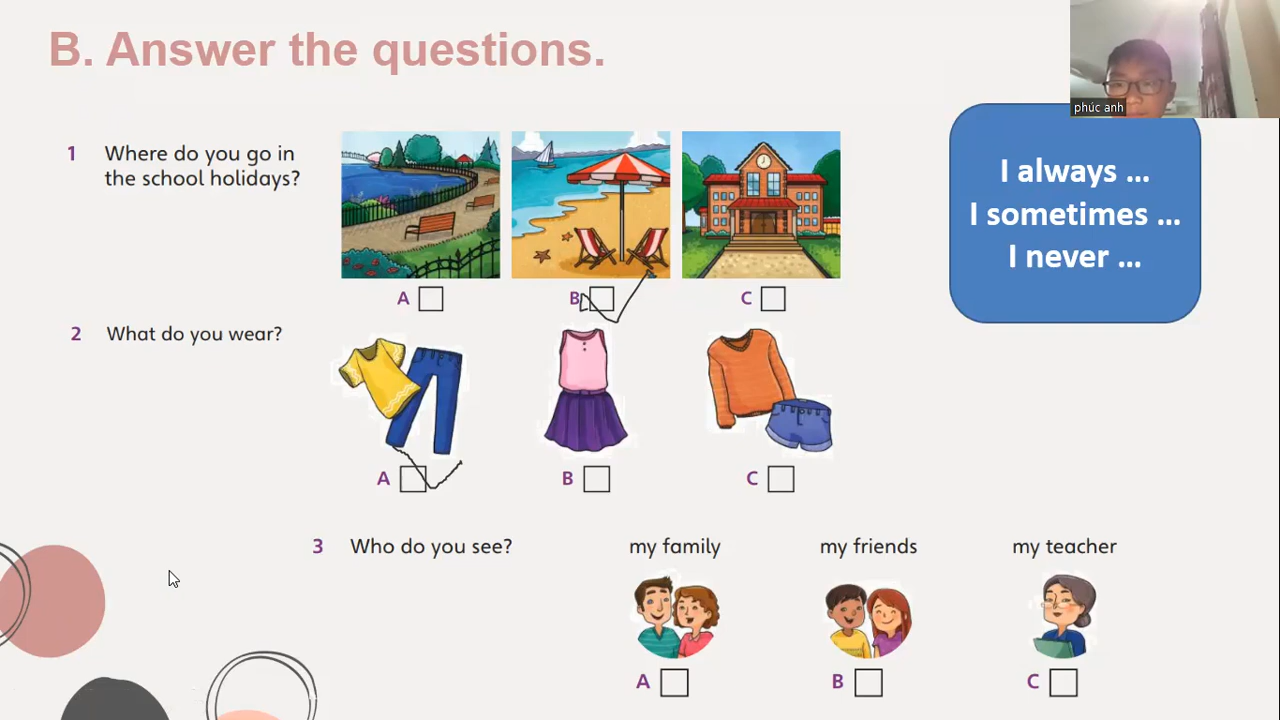 B. Answer the questions.
phúc anh
1 Where do you go in
the school holidays?
A B C
I always ...
I sometimes ...
I never ...
2 What do you wear?
A B C
3 Who do you see? my family my friends my teacher
A B C